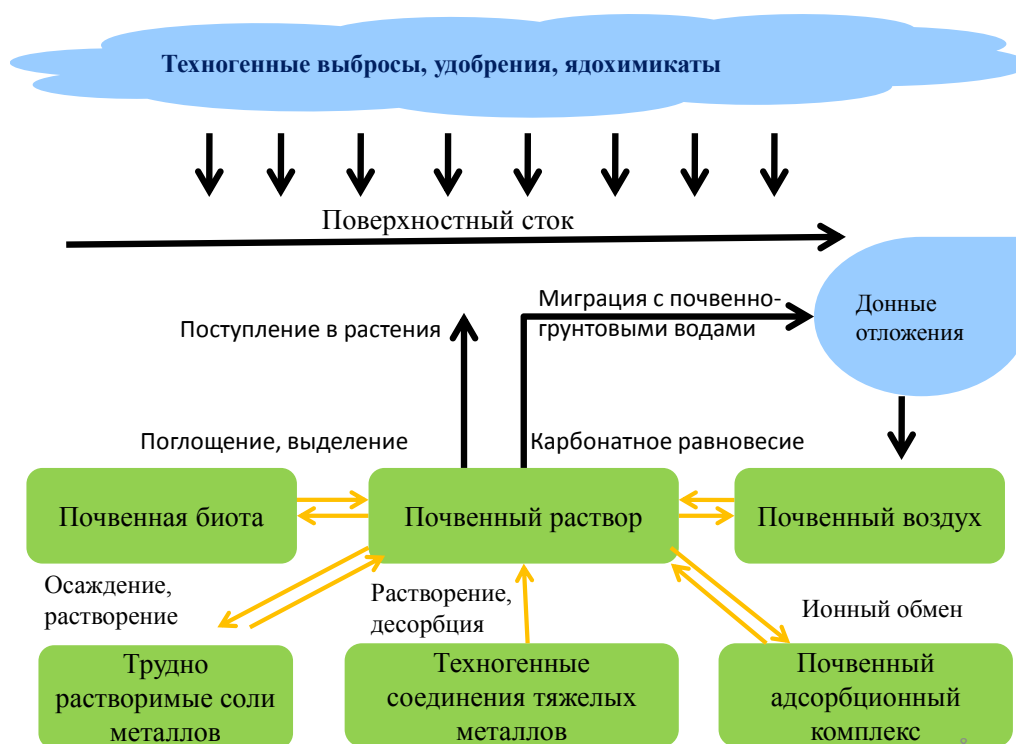 Техногенные выбросы, удобрения, ядохимикаты
Поверхностный сток
Миграция с почвенно-
грунтовыми водами
Поступление в растения
Донные
отложения
Поглощение, выделение
Карбонатное равновесие
Почвенная биота
Почвенный раствор
Почвенный воздух
Осаждение,
растворение
Растворение,
десорбция
Ионный обмен
Трудно
растворимые соли
металлов
Техногенные
соединения тяжелых
металлов
Почвенный
адсорбционный
комплекс